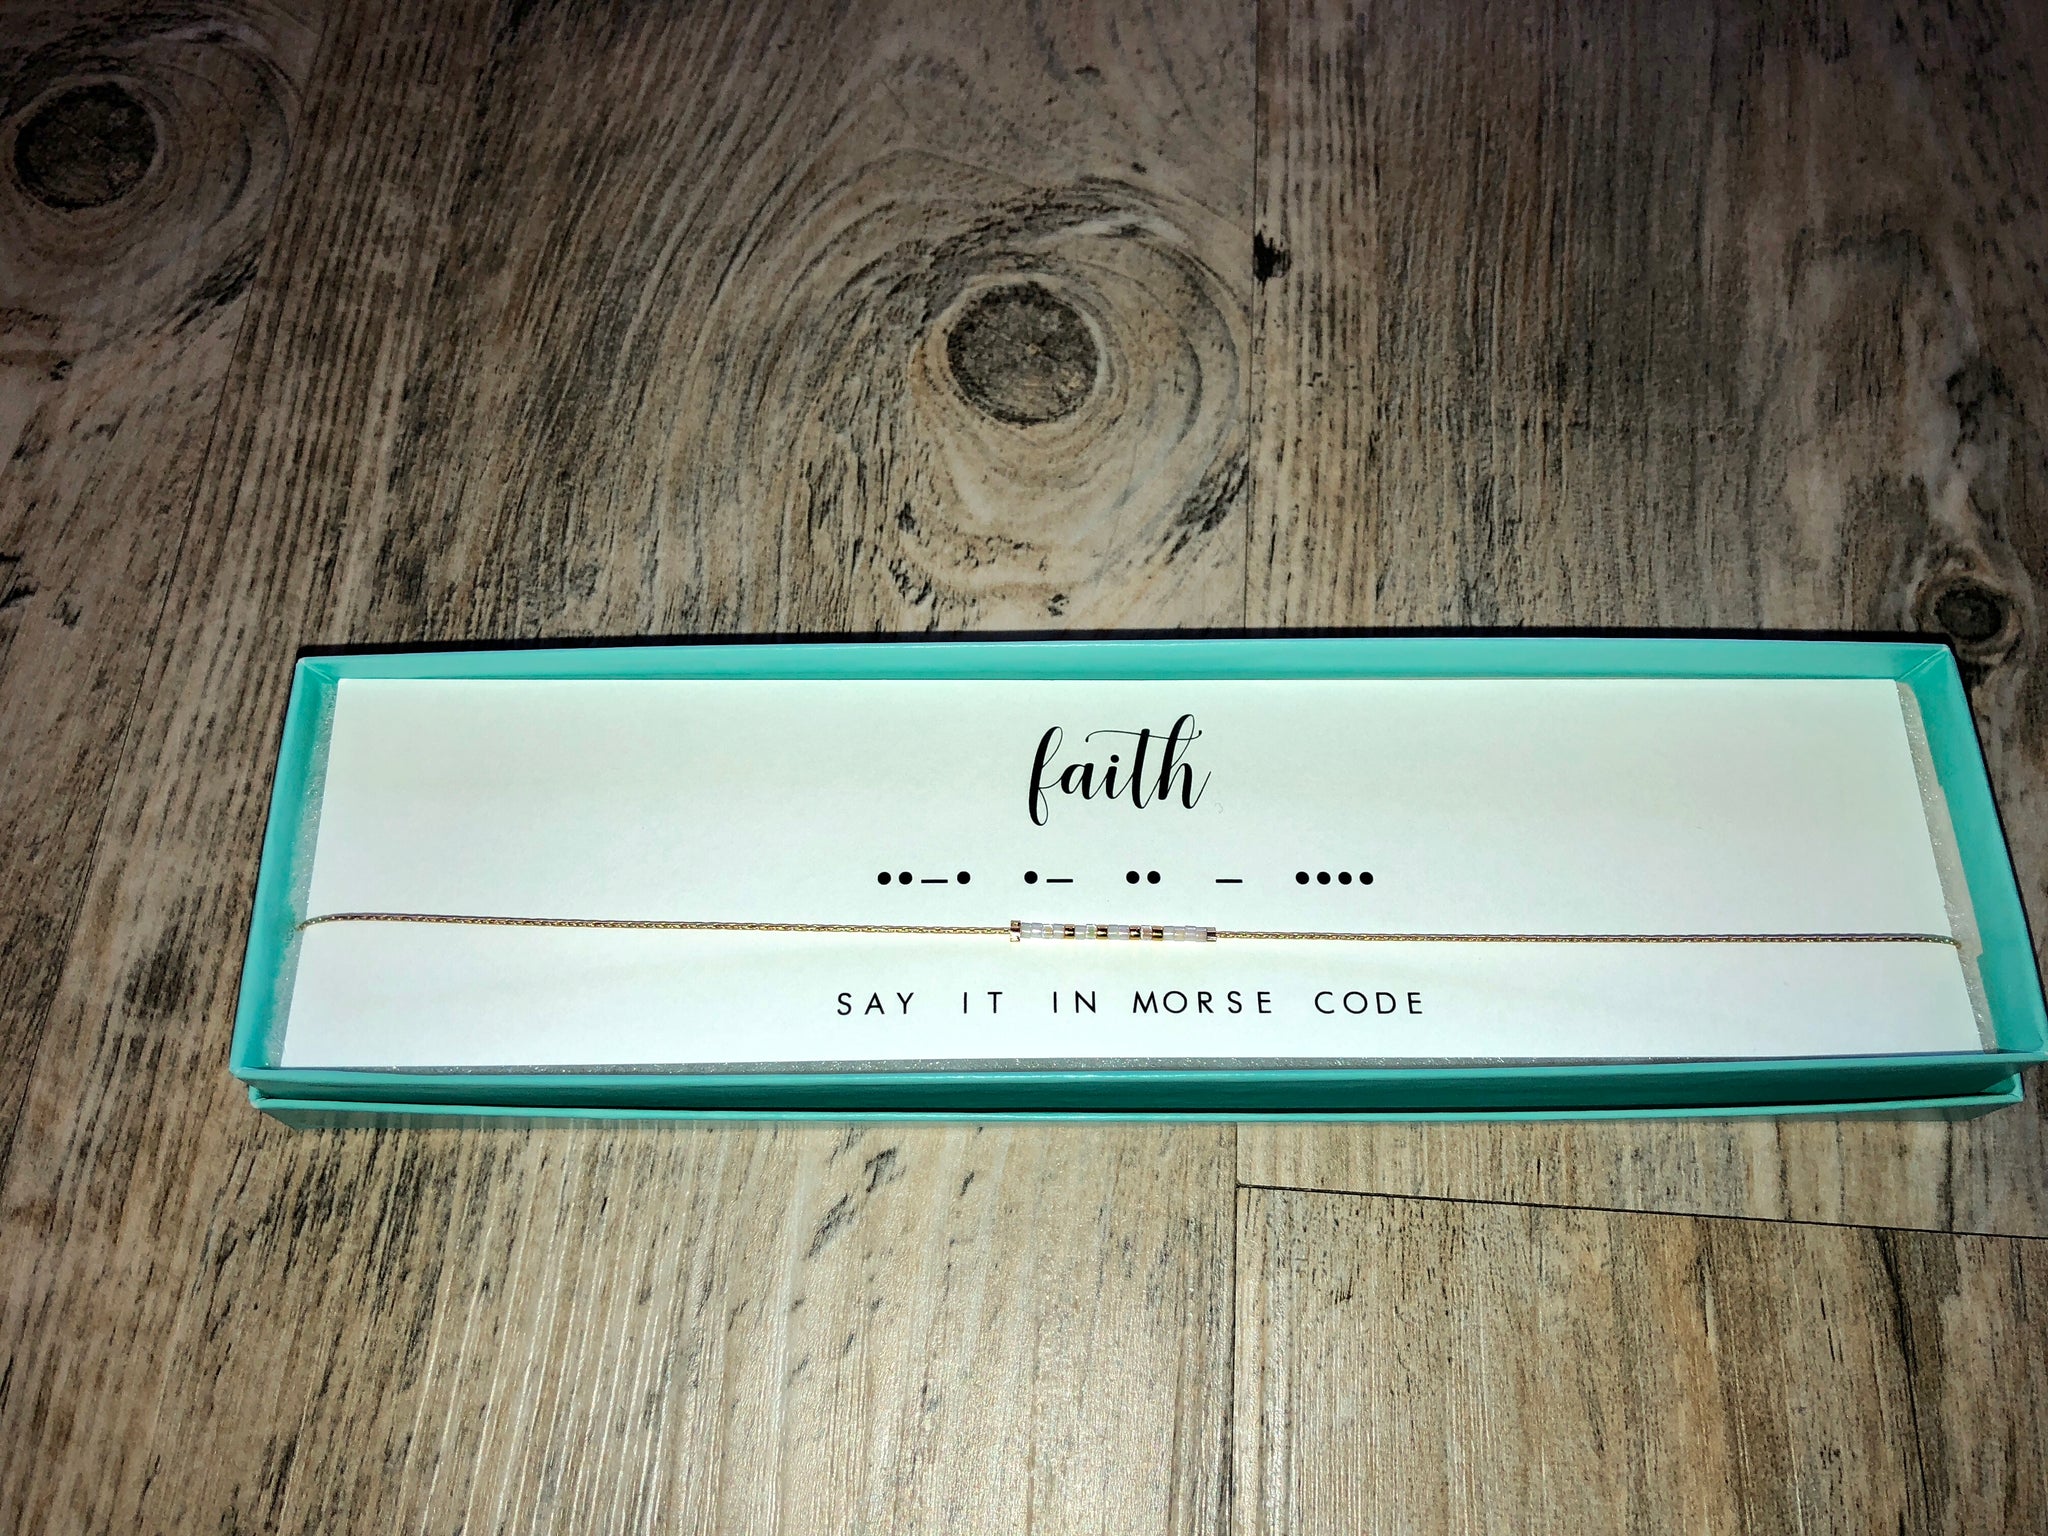 faith
••—• •— •• — ••••
SAY IT IN MORSE CODE